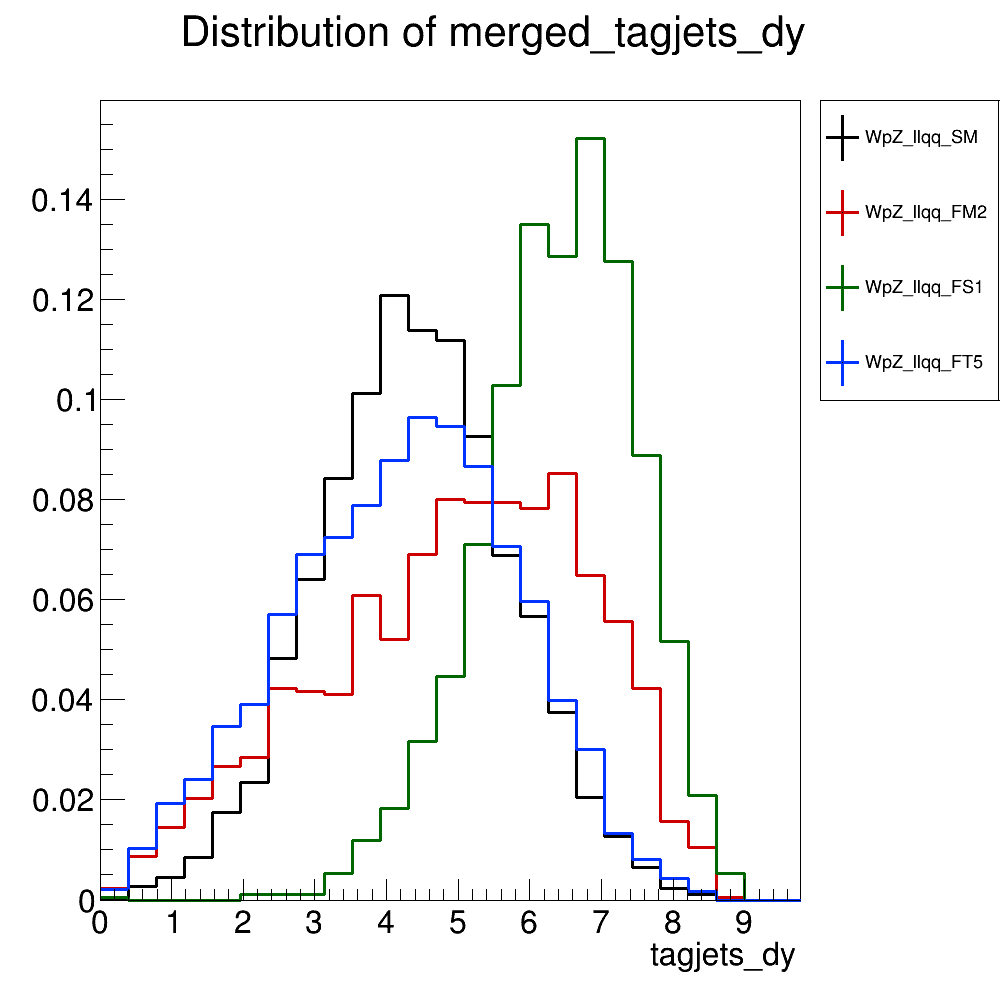 Distribution of merged_tagjets_dy
WpZ_llqq_SM
WpZ_llqq_FM2
WpZ_llqq_FS1
WpZ_llqq_FT5
0.14
0.12
0.1
0.08
0.06
0.04
0.02
0
0 1 2 3 4 5 6 7 8 9
tagjets_dy